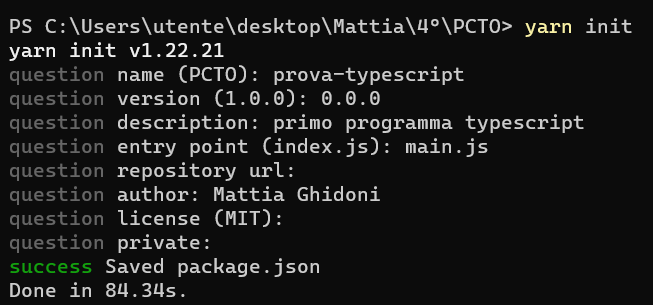 PS C:\Users\utente\desktop\Mattia\4°\PCTO> yarn init
yarn init v1.22.21
question name (PCTO): prova-typescript
question version (1.0.0): 0.0.0
question description: primo programma typescript
question entry point (index.js): main.js
question repository url:
question author: Mattia Ghidoni
question license (MIT):
question private:
success Saved package.json
Done in 84.34s.